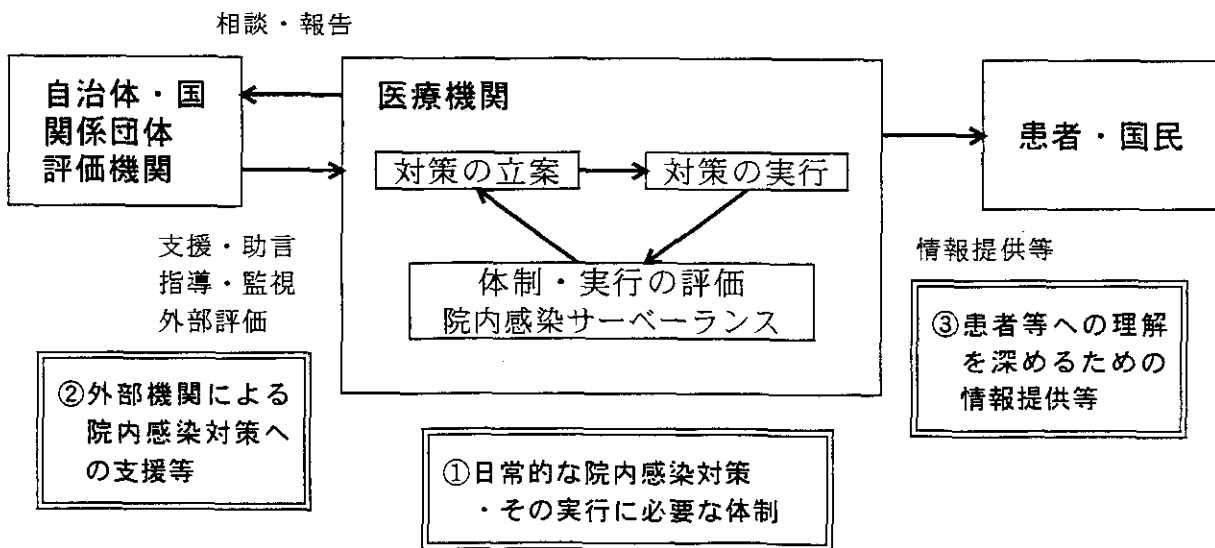 相談・報告
自治体・国
関係団体
評価機関
医療機関
対策の立案
対策の実行
体制・実行の評価
院内感染サーベーランス
患者・国民
支援・助言
指導・監視
外部評価
情報提供等
②外部機関による
院内感染対策へ
の支援等
①日常的な院内感染対策
・その実行に必要な体制
③患者等への理解
を深めるための
情報提供等